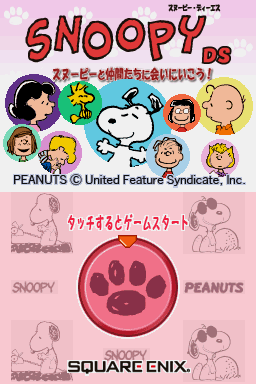 スヌーピー・ディーエス
SNOOPY DS
スヌーピーと仲間たちに会いにいこう!
PEANUTS © United Feature Syndicate, Inc.
タッチするとゲームスタート
SNOOPY
PEANUTS
SNOOPY
SQUARE ENIX.